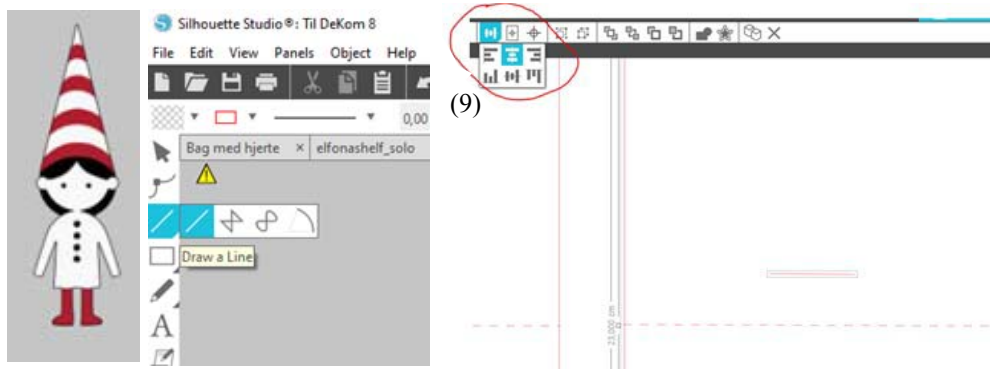 Silhouette Studio®: Til DeKom 8
File Edit View Panels Object Help
0,00
Bag med hjerte × elfonashelf_solo
Draw a Line
A
(9)
23,000 cm